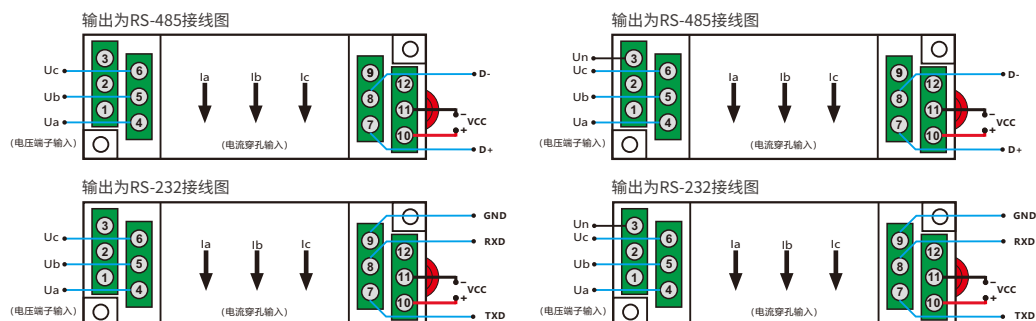 输出为RS-485接线图
Uc
Ub
Ua
(电压端子输入)
3
2
1
6
5
4
Ia
Ib
Ic
(电流穿孔输入)
9
8
7
12
11
10
D-
-
VCC
+
D+
输出为RS-485接线图
Un
Uc
Ub
Ua
(电压端子输入)
3
2
1
6
5
4
Ia
Ib
Ic
(电流穿孔输入)
9
8
7
12
11
10
D-
-
VCC
+
D+
输出为RS-232接线图
Uc
Ub
Ua
(电压端子输入)
3
2
1
6
5
4
Ia
Ib
Ic
(电流穿孔输入)
9
8
7
12
11
10
GND
RXD
-
VCC
+
TXD
输出为RS-232接线图
Un
Uc
Ub
Ua
(电压端子输入)
3
2
1
6
5
4
Ia
Ib
Ic
(电流穿孔输入)
9
8
7
12
11
10
GND
RXD
-
VCC
+
TXD